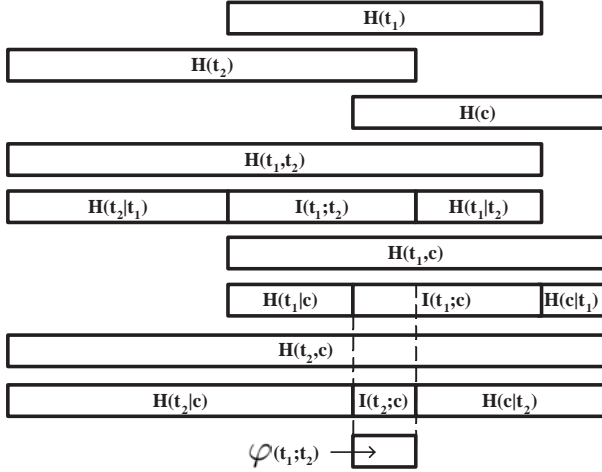 H(t₁)
H(t₂)
H(c)
H(t₁,t₂)
H(t₂|t₁) I(t₁;t₂) H(t₁|t₂)
H(t₁,c)
H(t₁|c) I(t₁;c) H(c|t₁)
H(t₂,c)
H(t₂|c) I(t₂;c) H(c|t₂)
φ(t₁;t₂)